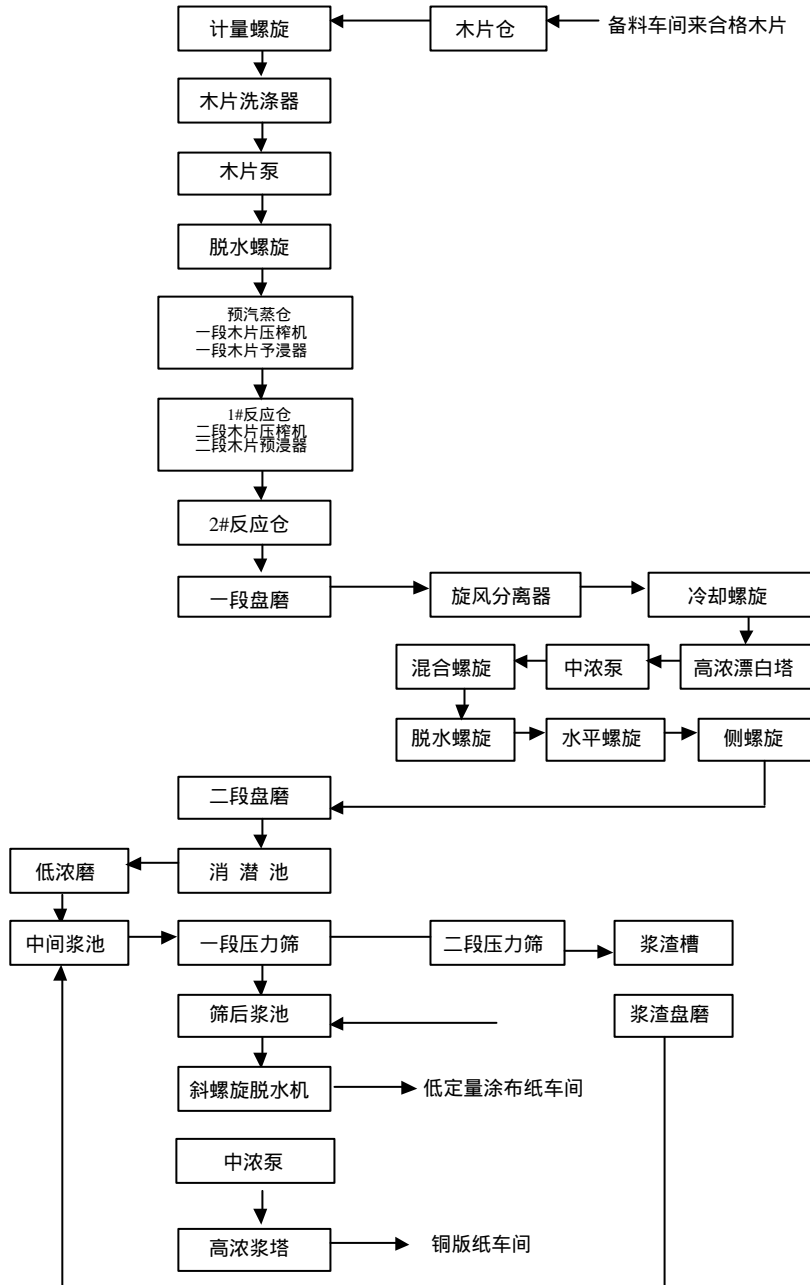 计量螺旋
木片仓
备料车间来合格木片
木片洗涤器
木片泵
脱水螺旋
预汽蒸仓
一段木片压榨机
一段木片予浸器
1#反应仓
二段木片压榨机
二段木片预浸器
2#反应仓
一段盘磨
旋风分离器
冷却螺旋
混合螺旋
中浓泵
高浓漂白塔
脱水螺旋
水平螺旋
侧螺旋
二段盘磨
低浓磨
消 潜 池
中间浆池
一段压力筛
二段压力筛
浆渣槽
筛后浆池
浆渣盘磨
斜螺旋脱水机
低定量涂布纸车间
中浓泵
高浓浆塔
铜版纸车间